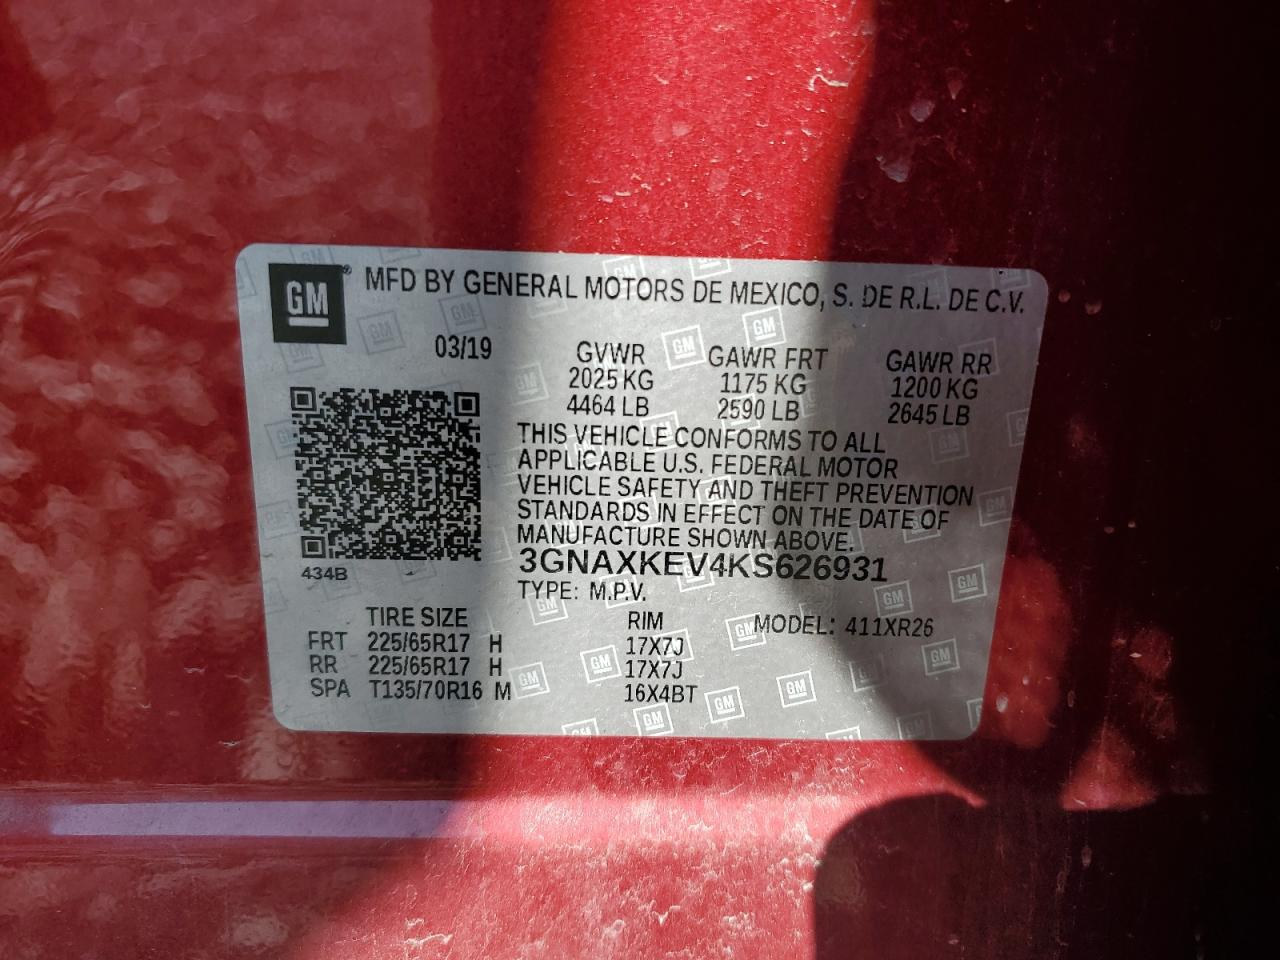 GM® MFD BY GENERAL MOTORS DE MEXICO, S. DE R.L. DE C.V.
03/19 GVWR GAWR FRT GAWR RR
2025 KG 1175 KG 1200 KG
4464 LB 2590 LB 2645 LB
THIS VEHICLE CONFORMS TO ALL
APPLICABLE U.S. FEDERAL MOTOR
VEHICLE SAFETY AND THEFT PREVENTION
STANDARDS IN EFFECT ON THE DATE OF
MANUFACTURE SHOWN ABOVE.
3GNAXKEV4KS626931
434B
TYPE: M.P.V.
TIRE SIZE RIM MODEL: 411XR26
FRT 225/65R17 H 17X7J
RR 225/65R17 H 17X7J
SPA T135/70R16 M 16X4BT